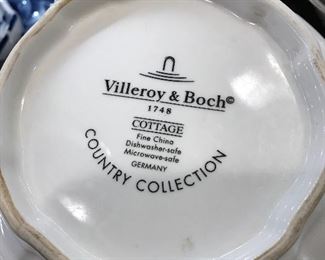 Villeroy & Boch©
1748
COTTAGE
Fine China
Dishwasher-safe
Microwave-safe
GERMANY
COUNTRY COLLECTION